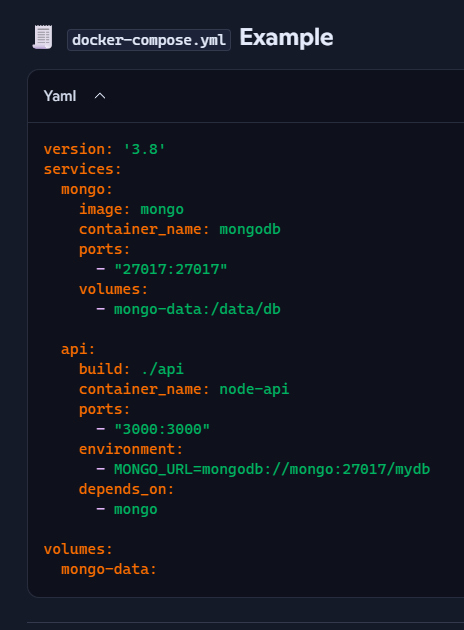 docker-compose.yml Example
Yaml
version: '3.8'
services:
  mongo:
    image: mongo
    container_name: mongodb
    ports:
      - "27017:27017"
    volumes:
      - mongo-data:/data/db
  api:
    build: ./api
    container_name: node-api
    ports:
      - "3000:3000"
    environment:
      - MONGO_URL=mongodb://mongo:27017/mydb
    depends_on:
      - mongo
volumes:
  mongo-data: